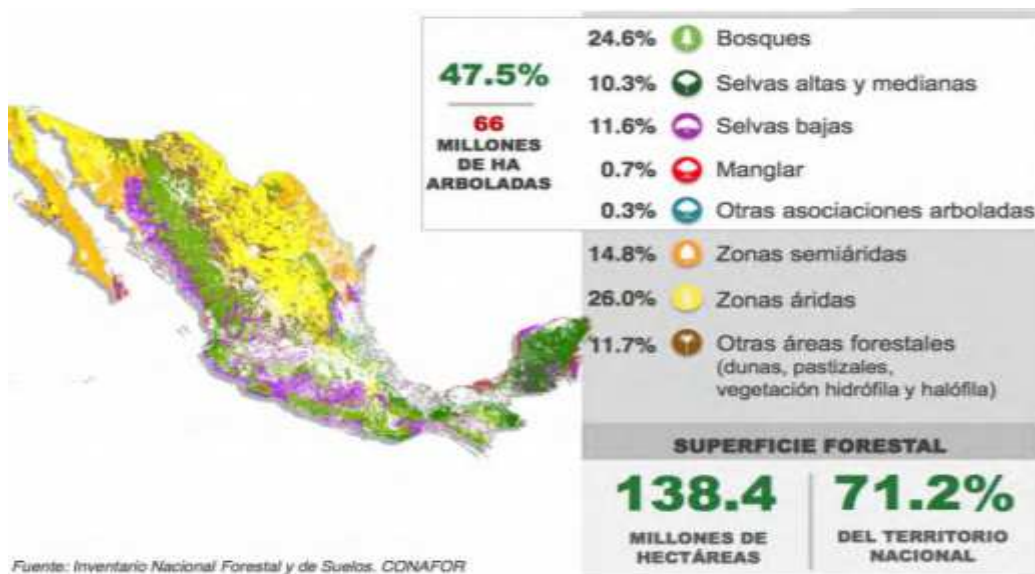 47.5%
66
MILLONES
DE HA
ARBOLADAS
24.6% Bosques
10.3% Selvas altas y medianas
11.6% Selvas bajas
0.7% Manglar
0.3% Otras asociaciones arboladas
14.8% Zonas semiáridas
26.0% Zonas áridas
11.7% Otras áreas forestales
(dunas, pastizales,
vegetación hidrófila y halófila)
SUPERFICIE FORESTAL
138.4
MILLONES DE
HECTÁREAS
71.2%
DEL TERRITORIO
NACIONAL
Fuente: Inventario Nacional Forestal y de Suelos. CONAFOR